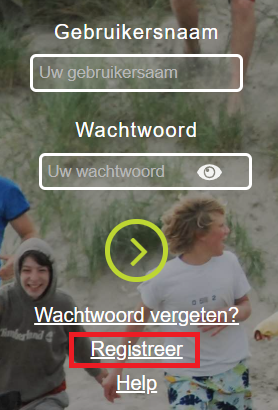 Gebruikersnaam
Uw gebruikersaam
Wachtwoord
Uw wachtwoord
Wachtwoord vergeten?
Registreer
Help